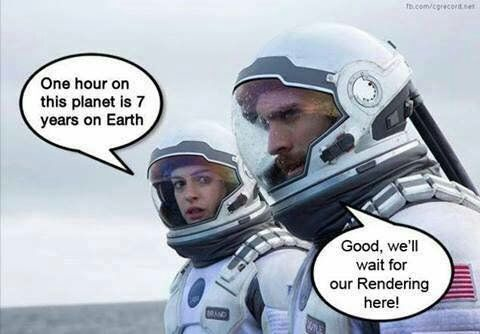 fb.com/cgrecord.net
One hour on
this planet is 7
years on Earth
Good, we'll
wait for
our Rendering
here!
BRAND